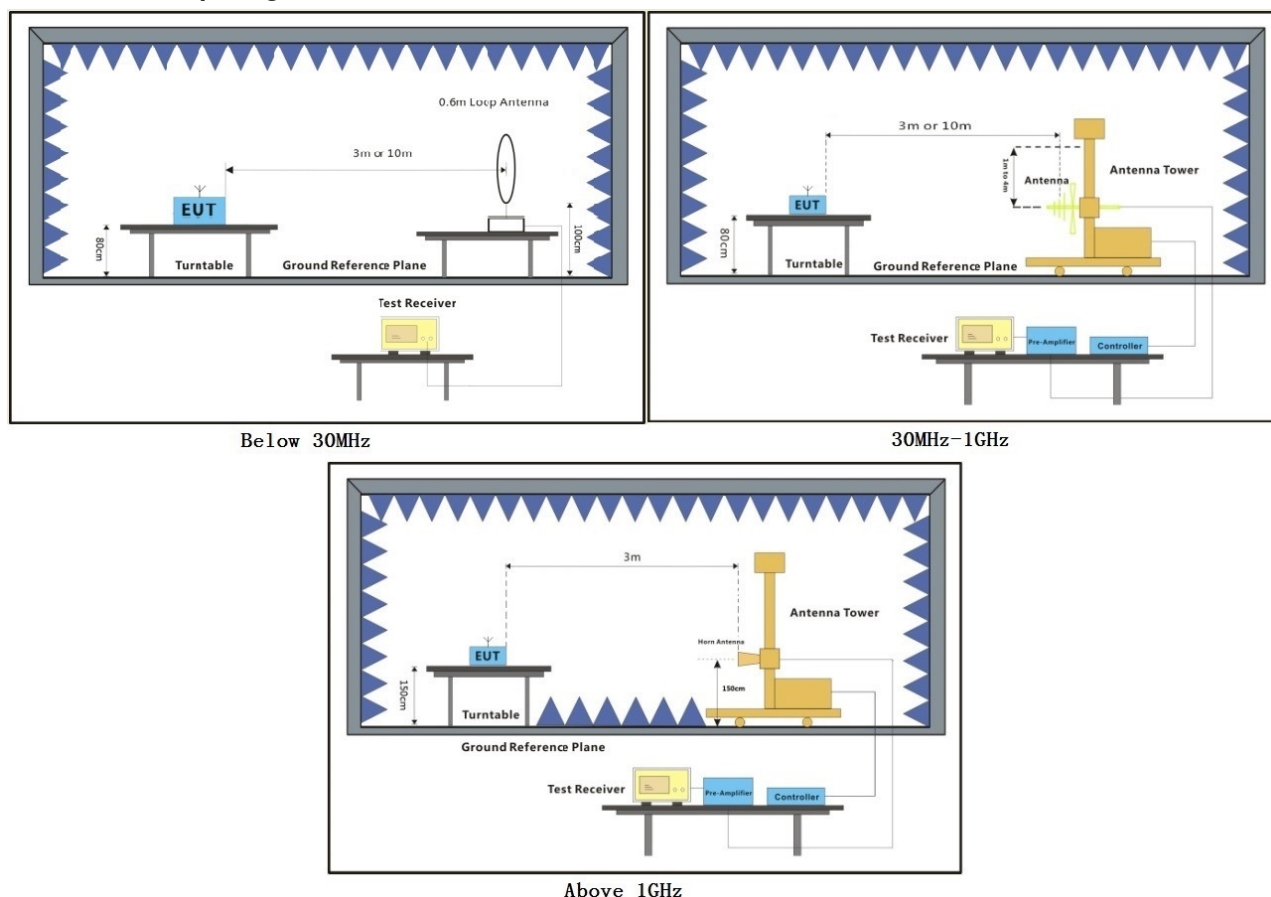 0.6m Loop Antenna
3m or 10m
EUT
80cm
100cm
Turntable
Ground Reference Plane
Test Receiver
Below 30MHz
3m or 10m
1m to 4m
Antenna
Antenna Tower
EUT
80cm
Turntable
Ground Reference Plane
Test Receiver
Pre-Amplifier
Controller
30MHz-1GHz
3m
Antenna Tower
Horn Antenna
EUT
150cm
150cm
Turntable
Ground Reference Plane
Test Receiver
Pre-Amplifier
Controller
Above 1GHz